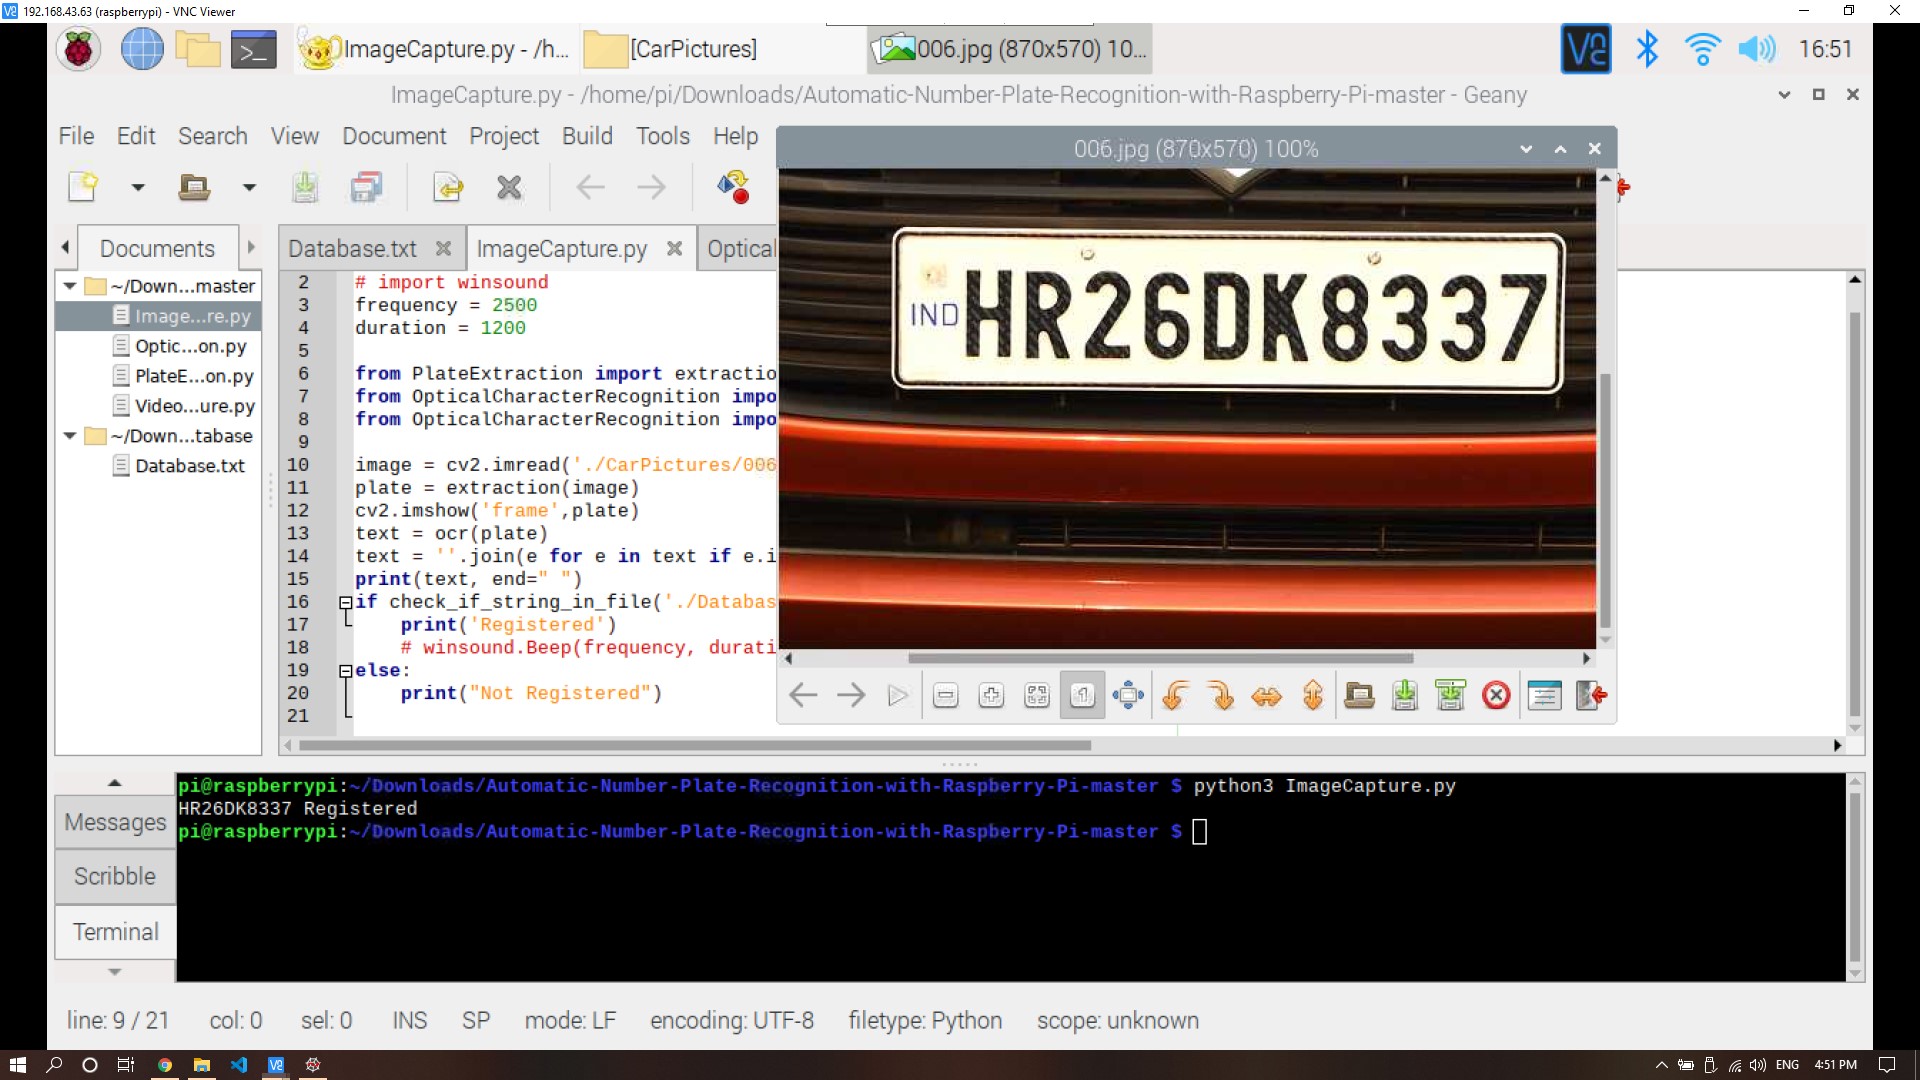 192.168.43.63 (raspberrypi) - VNC Viewer
ImageCapture.py - /h...
[CarPictures]
006.jpg (870x570) 10...
16:51
ImageCapture.py - /home/pi/Downloads/Automatic-Number-Plate-Recognition-with-Raspberry-Pi-master - Geany
File Edit Search View Document Project Build Tools Help
006.jpg (870x570) 100%
Documents
~/Down...master
Image...re.py
Optic...on.py
PlateE...on.py
Video...ure.py
~/Down...tabase
Database.txt
Database.txt
ImageCapture.py
Optical
2 # import winsound
3 frequency = 2500
4 duration = 1200
5
6 from PlateExtraction import extractio
7 from OpticalCharacterRecognition impo
8 from OpticalCharacterRecognition impo
9
10 image = cv2.imread('./CarPictures/006
11 plate = extraction(image)
12 cv2.imshow('frame',plate)
13 text = ocr(plate)
14 text = ''.join(e for e in text if e.i
15 print(text, end=" ")
16 if check_if_string_in_file('./Databas
17 print('Registered')
18 # winsound.Beep(frequency, durati
19 else:
20 print("Not Registered")
21
IND HR26DK8337
Messages
Scribble
Terminal
pi@raspberrypi:~/Downloads/Automatic-Number-Plate-Recognition-with-Raspberry-Pi-master $ python3 ImageCapture.py
HR26DK8337 Registered
pi@raspberrypi:~/Downloads/Automatic-Number-Plate-Recognition-with-Raspberry-Pi-master $
line: 9 / 21 col: 0 sel: 0 INS SP mode: LF encoding: UTF-8 filetype: Python scope: unknown
ENG 4:51 PM